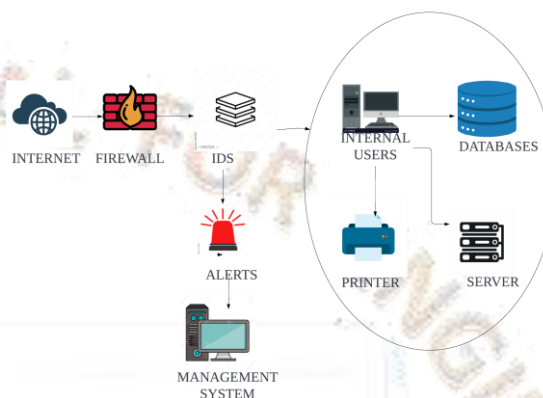 INTERNET
FIREWALL
IDS
INTERNAL
USERS
DATABASES
ALERTS
PRINTER
SERVER
MANAGEMENT
SYSTEM